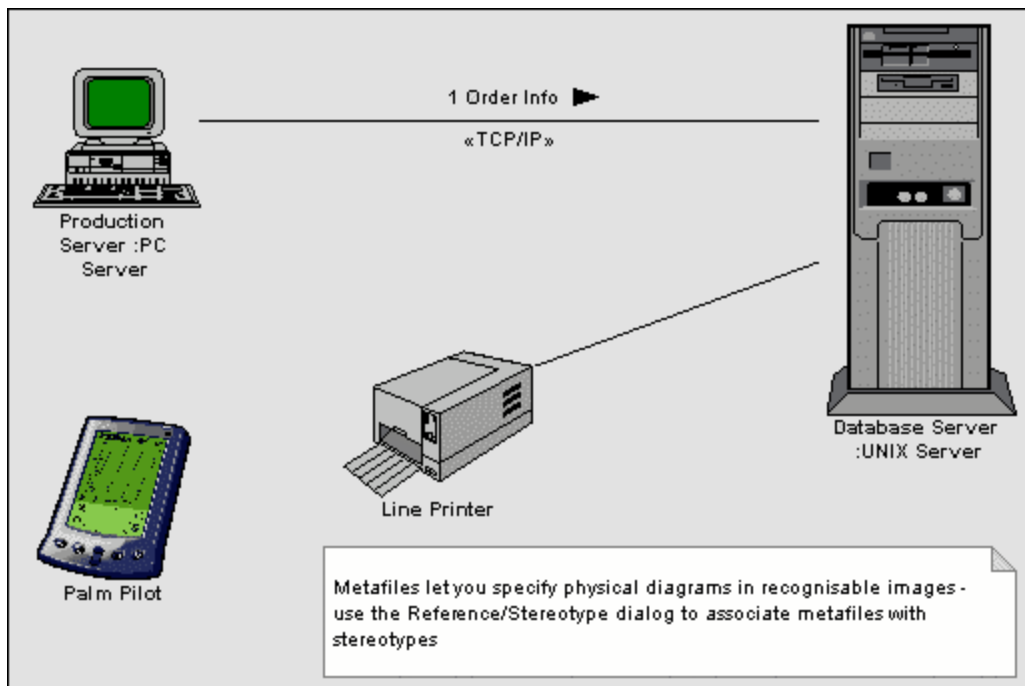 1 Order Info
«TCP/IP»
Production
Server :PC
Server
Database Server
:UNIX Server
Line Printer
Palm Pilot
Metafiles let you specify physical diagrams in recognisable images -
use the Reference/Stereotype dialog to associate metafiles with
stereotypes